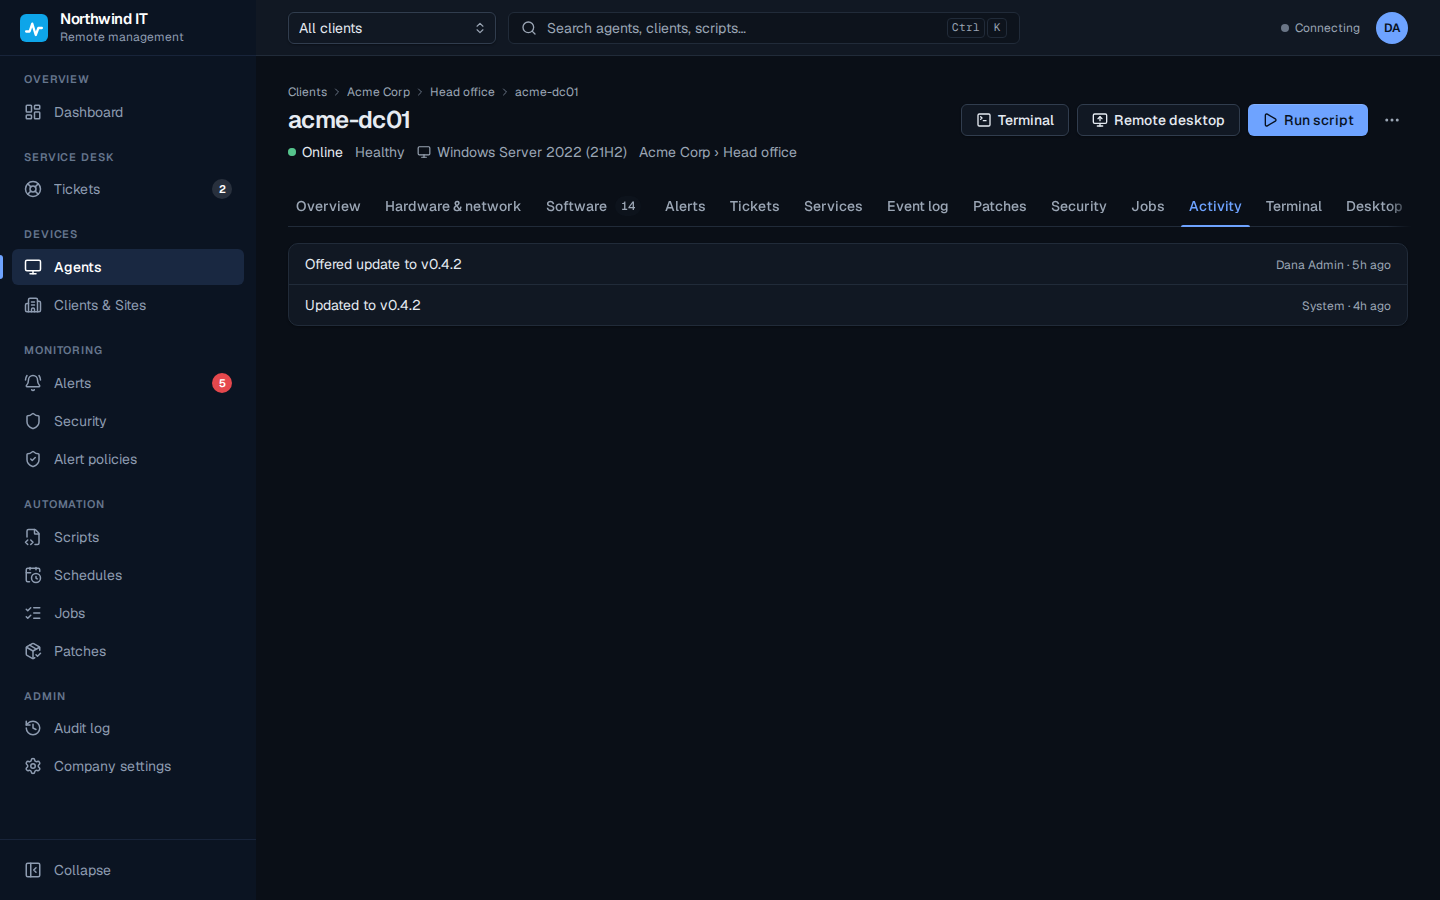 Northwind IT
Remote management
All clients
Search agents, clients, scripts...
Ctrl K
Connecting
DA
OVERVIEW
Dashboard
SERVICE DESK
Tickets 2
DEVICES
Agents
Clients & Sites
MONITORING
Alerts 5
Security
Alert policies
AUTOMATION
Scripts
Schedules
Jobs
Patches
ADMIN
Audit log
Company settings
Collapse
Clients > Acme Corp > Head office > acme-dc01
acme-dc01
Terminal Remote desktop Run script
Online Healthy Windows Server 2022 (21H2) Acme Corp › Head office
Overview Hardware & network Software 14 Alerts Tickets Services Event log Patches Security Jobs Activity Terminal Desktop
Offered update to v0.4.2 Dana Admin · 5h ago
Updated to v0.4.2 System · 4h ago